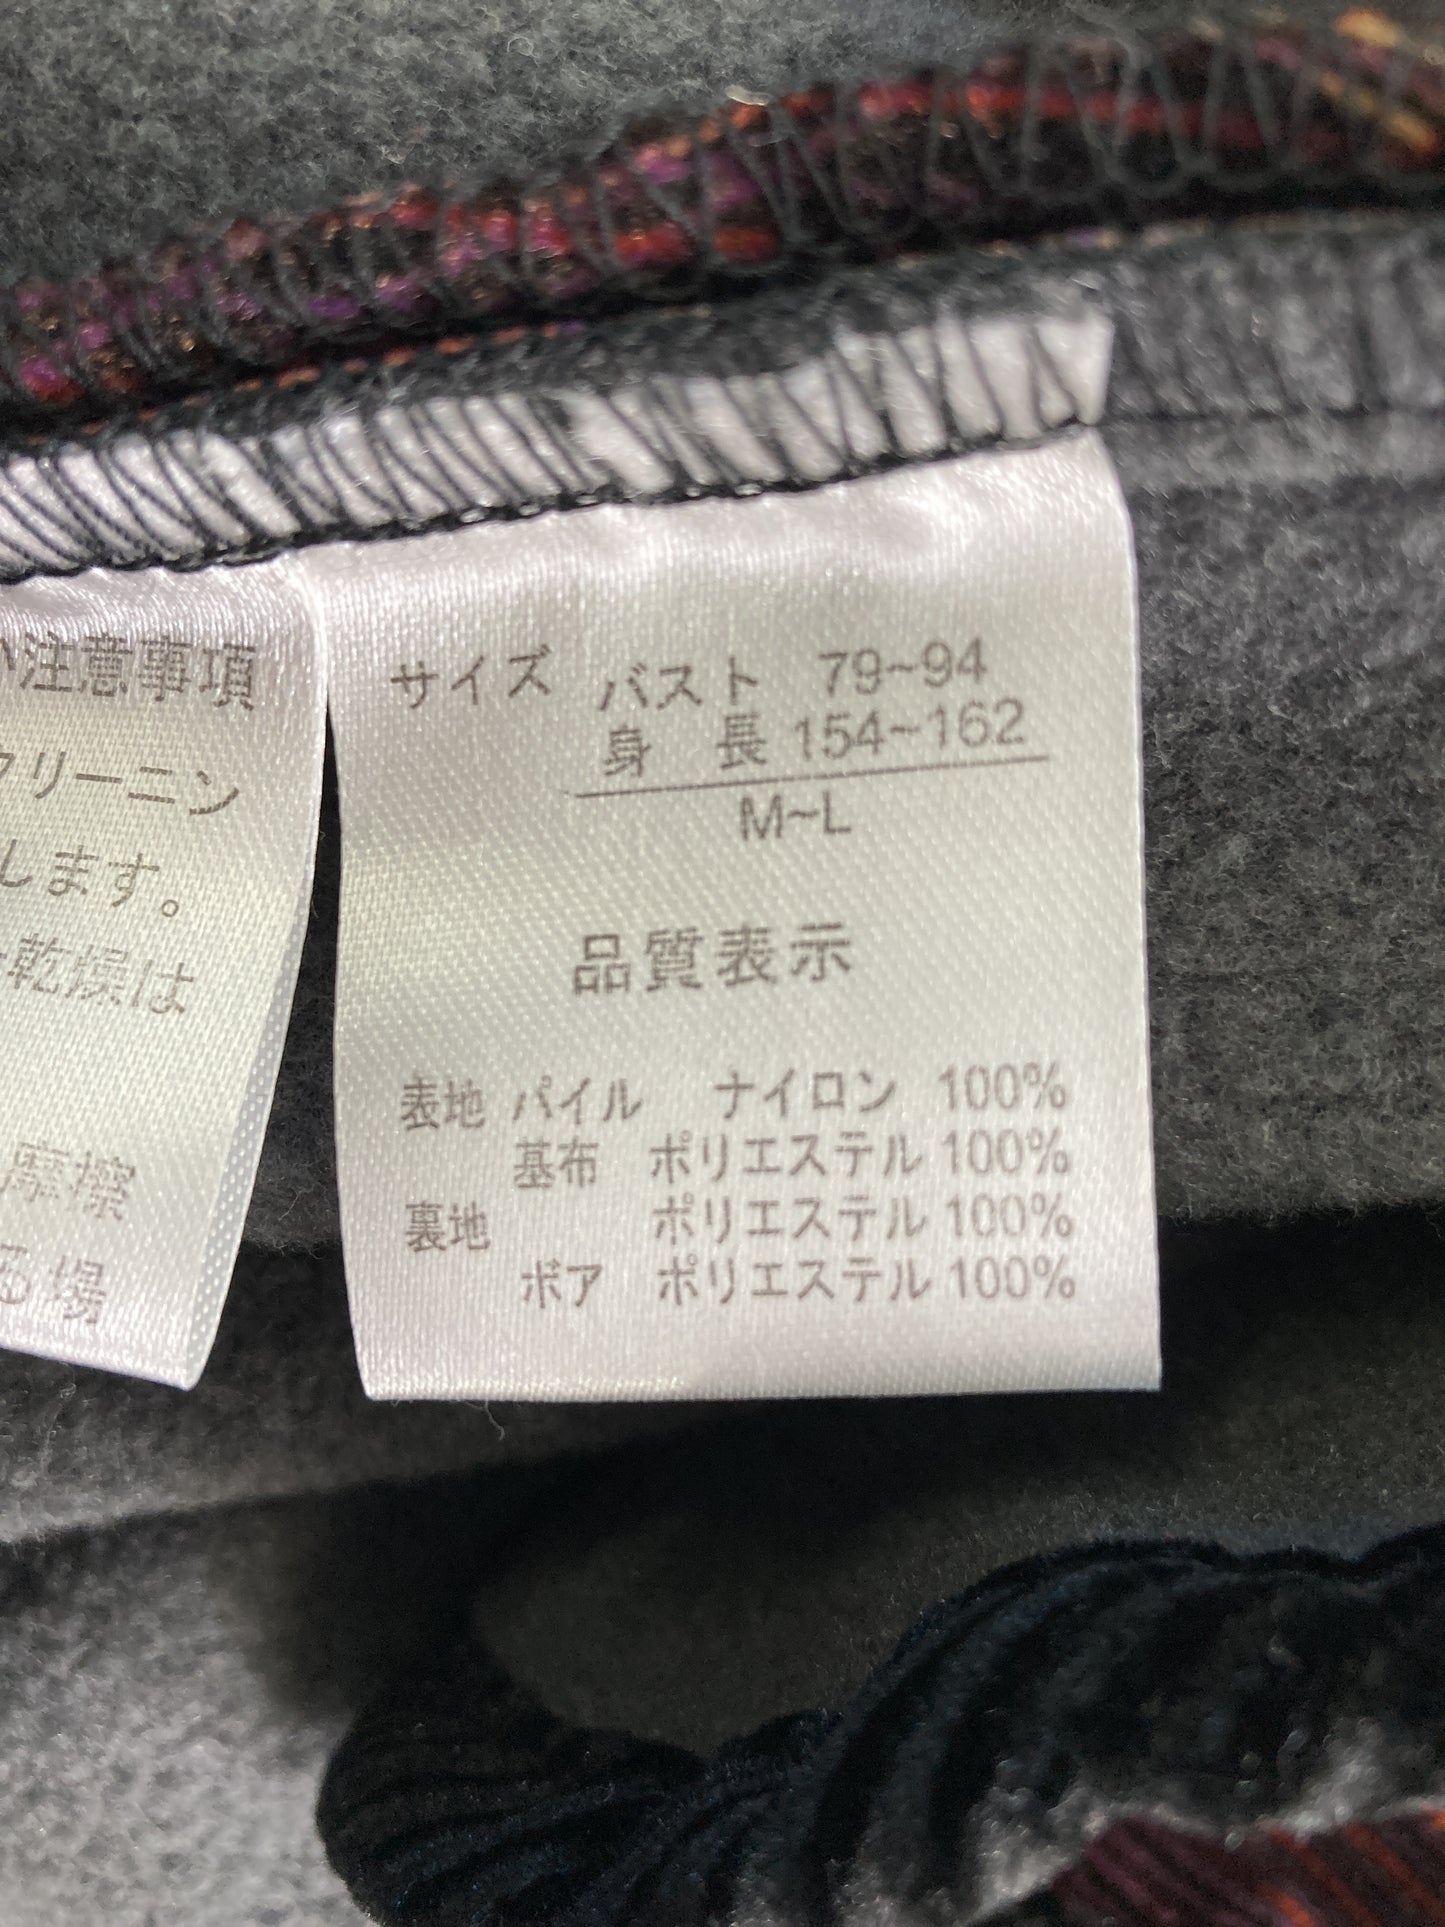 注意事項
クリーニン
します。
乾燥は
摩擦
る場
サイズ バスト 79~94
身 長 154~162
M~L
品質表示
表地 パイル ナイロン 100%
基布 ポリエステル 100%
裏地 ポリエステル 100%
ボア ポリエステル 100%